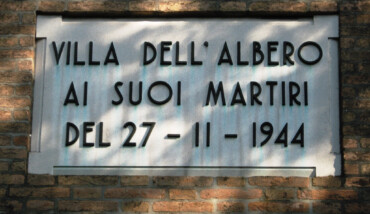 VILLA DELL'ALBERO
AI SUOI MARTIRI
DEL 27 - 11 - 1944